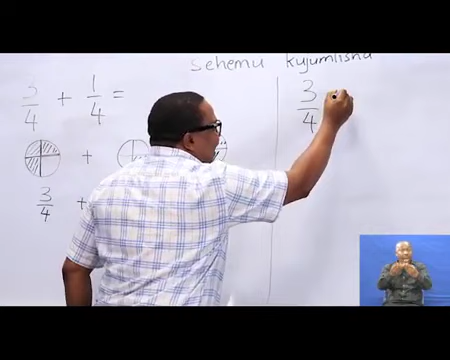 sehemu kujumlisha
3/4 + 1/4 =
+
3/4 +
3/4